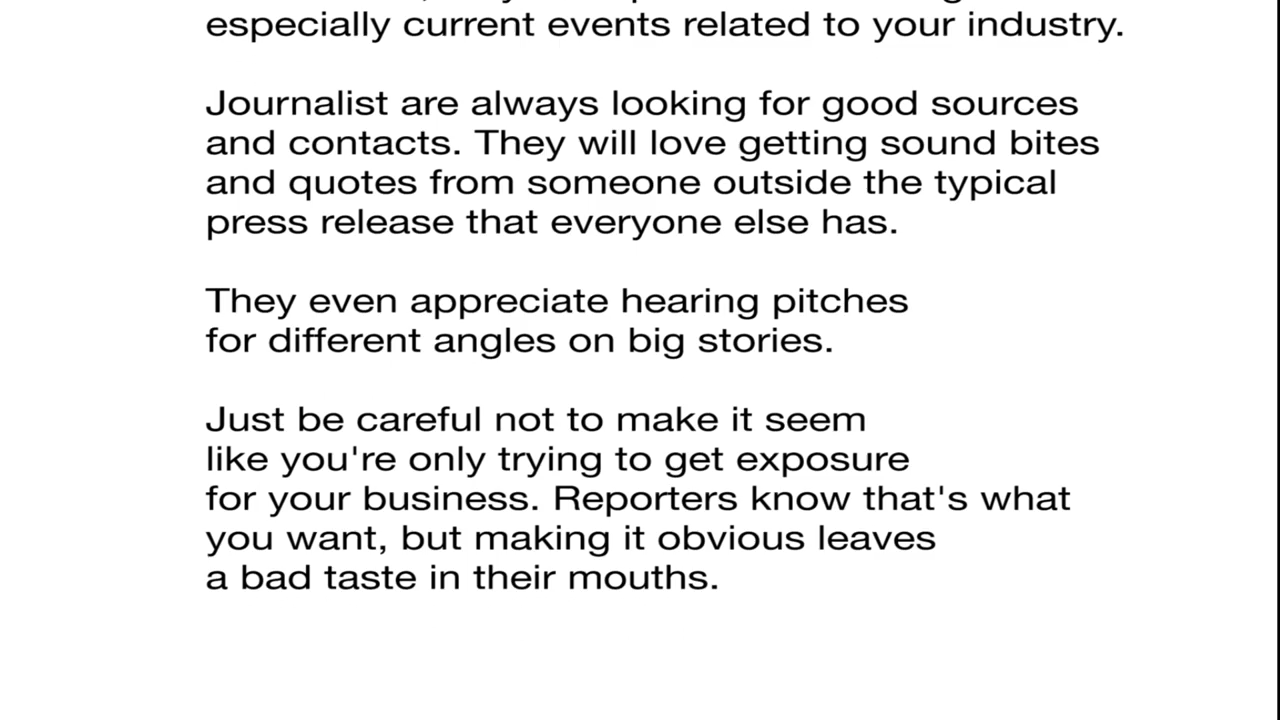 especially current events related to your industry.
Journalist are always looking for good sources
and contacts. They will love getting sound bites
and quotes from someone outside the typical
press release that everyone else has.
They even appreciate hearing pitches
for different angles on big stories.
Just be careful not to make it seem
like you're only trying to get exposure
for your business. Reporters know that's what
you want, but making it obvious leaves
a bad taste in their mouths.